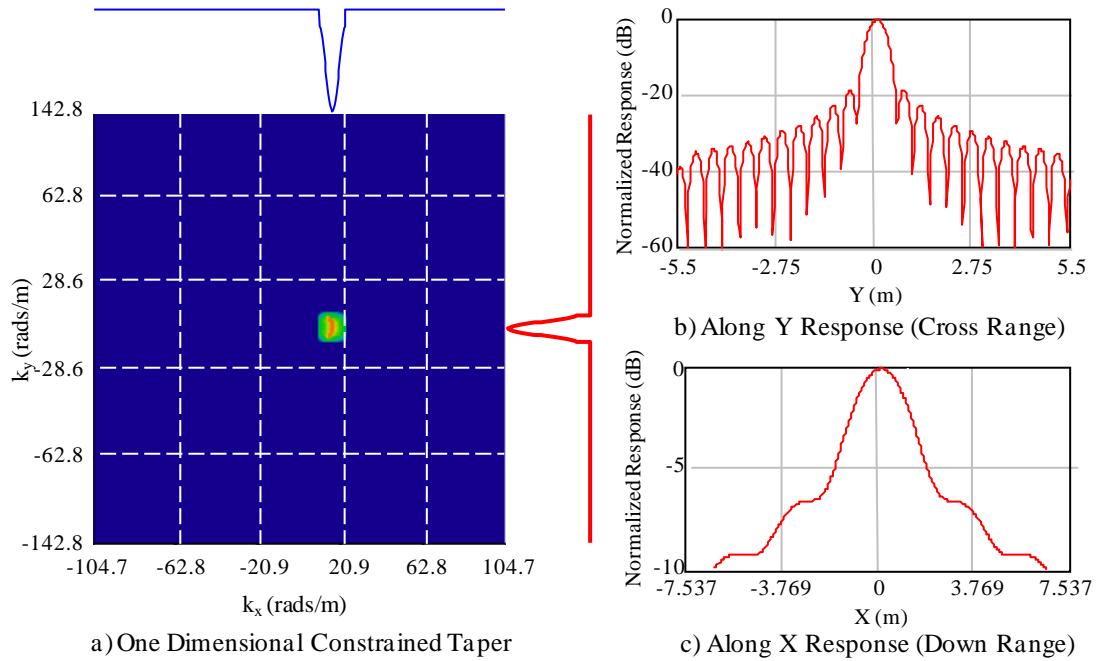 142.8
62.8
28.6
-28.6
-62.8
-142.8
k_y (rads/m)
r
-104.7 -62.8 -20.9 20.9 62.8 104.7
k_x (rads/m)
a) One Dimensional Constrained Taper
Normalized Response (dB)
0
-20
-40
-60
-5.5 -2.75 0 2.75 5.5
Y (m)
b) Along Y Response (Cross Range)
Normalized Response (dB)
0
-5
-10
-7.537 -3.769 0 3.769 7.537
X (m)
c) Along X Response (Down Range)